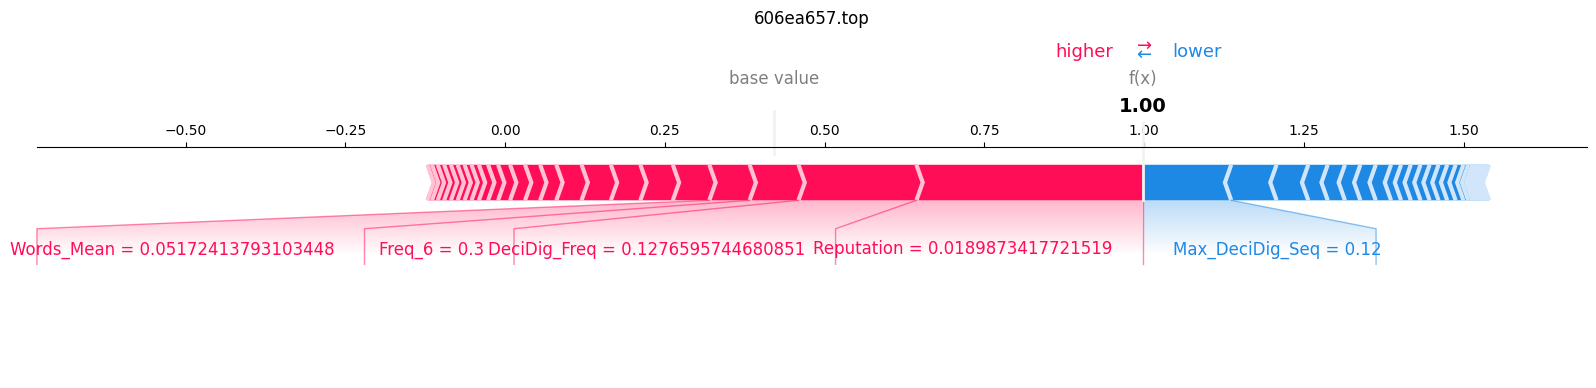 606ea657.top
higher ⇄ lower
base value f(x)
1.00
−0.50 −0.25 0.00 0.25 0.50 0.75 1.00 1.25 1.50
Words_Mean = 0.05172413793103448 Freq_6 = 0.3 DeciDig_Freq = 0.1276595744680851 Reputation = 0.0189873417721519 Max_DeciDig_Seq = 0.12